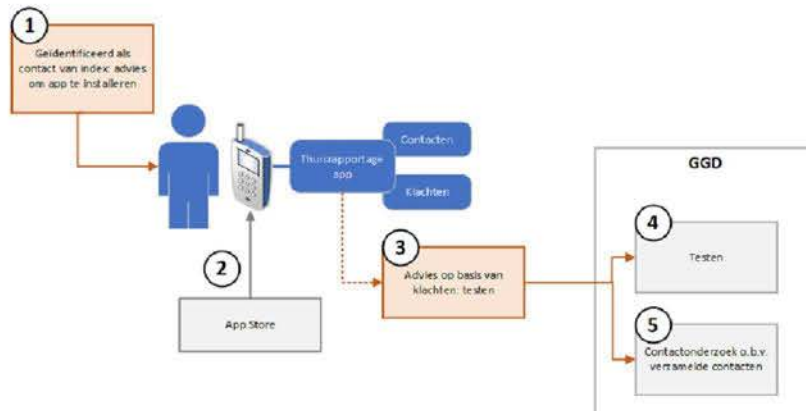 1
Geïdentificeerd als
contact van index: advies
om app te installeren
Thuisrapportage
app
Contacten
Klachten
2
App Store
3
Advies op basis van
klachten: testen
GGD
4
Testen
5
Contactonderzoek o.b.v.
verzamelde contacten